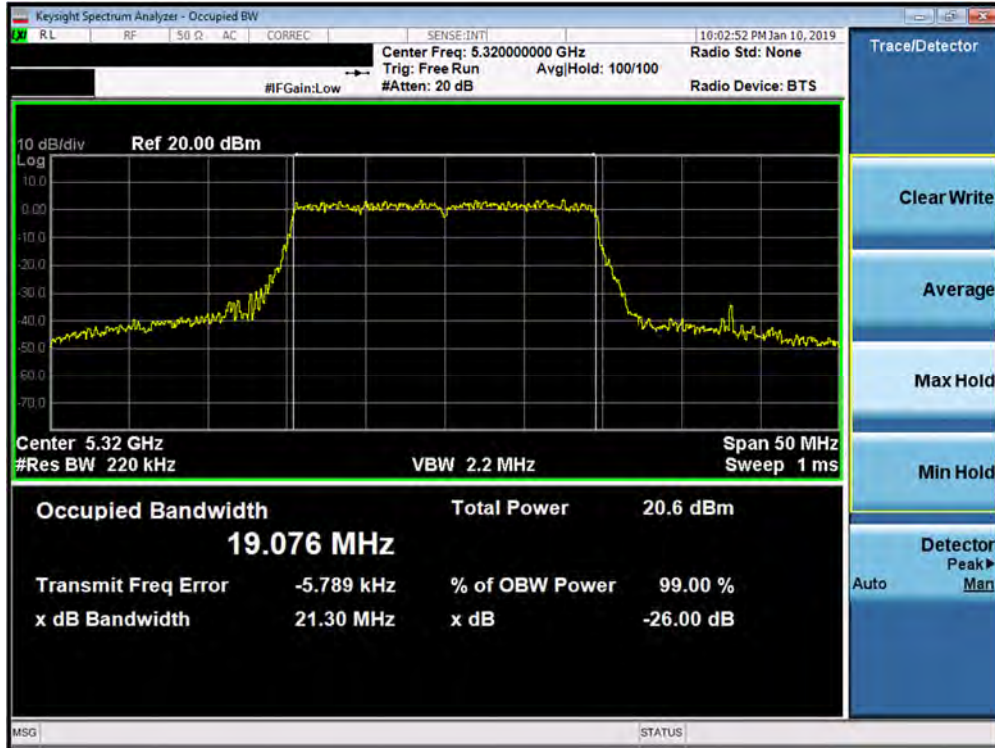 Keysight Spectrum Analyzer - Occupied BW
LXI RL RF 50 Ω AC CORREC SENSE:INT 10:02:52 PM Jan 10, 2019
Center Freq: 5.320000000 GHz Radio Std: None
Trig: Free Run Avg|Hold: 100/100
#IFGain:Low #Atten: 20 dB Radio Device: BTS
Trace/Detector
10 dB/div Ref 20.00 dBm
Log
10.0
0.00
-10.0
-20.0
-30.0
-40.0
-50.0
-60.0
-70.0
Center 5.32 GHz Span 50 MHz
#Res BW 220 kHz VBW 2.2 MHz Sweep 1 ms
Occupied Bandwidth Total Power 20.6 dBm
19.076 MHz
Transmit Freq Error -5.789 kHz % of OBW Power 99.00 %
x dB Bandwidth 21.30 MHz x dB -26.00 dB
Clear Write
Average
Max Hold
Min Hold
Detector
Peak▶
Auto Man
MSG STATUS